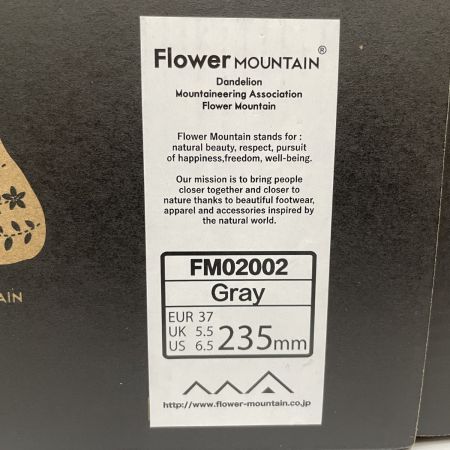 Flower MOUNTAIN®
Dandelion
Mountaineering Association
Flower Mountain
Flower Mountain stands for :
natural beauty, respect, pursuit
of happiness,freedom, well-being.
Our mission is to bring people
closer together and closer to
nature thanks to beautiful footwear,
apparel and accessories inspired by
the natural world.
FM02002
Gray
EUR 37
UK 5.5
US 6.5
235mm
http://www.flower-mountain.co.jp